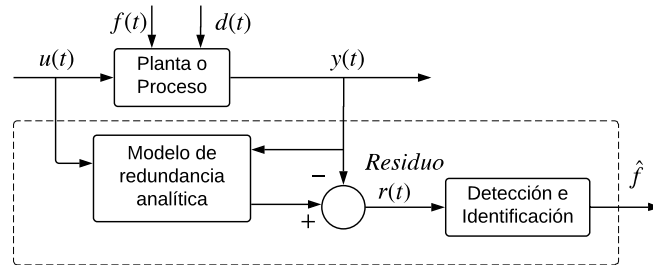 f(t)
d(t)
u(t)
Planta o
Proceso
y(t)
Modelo de
redundancia
analítica
−
+
Residuo
r(t)
Detección e
Identificación
f̂